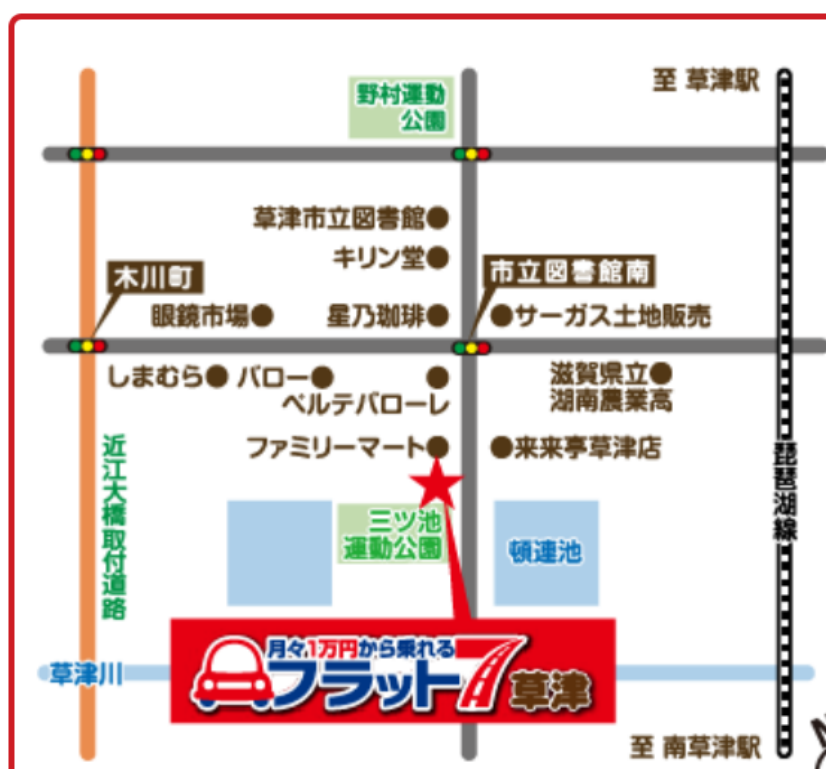 至 草津駅
野村運動
公園
草津市立図書館
キリン堂
木川町
市立図書館南
眼鏡市場
星乃珈琲
サーガス土地販売
しまむら
バロー
ベルテバローレ
滋賀県立
湖南農業高
ファミリーマート
来来亭草津店
近江大橋取付道路
琵琶湖線
三ツ池
運動公園
頓連池
草津川
月々1万円から乗れる
フラット7
草津
至 南草津駅